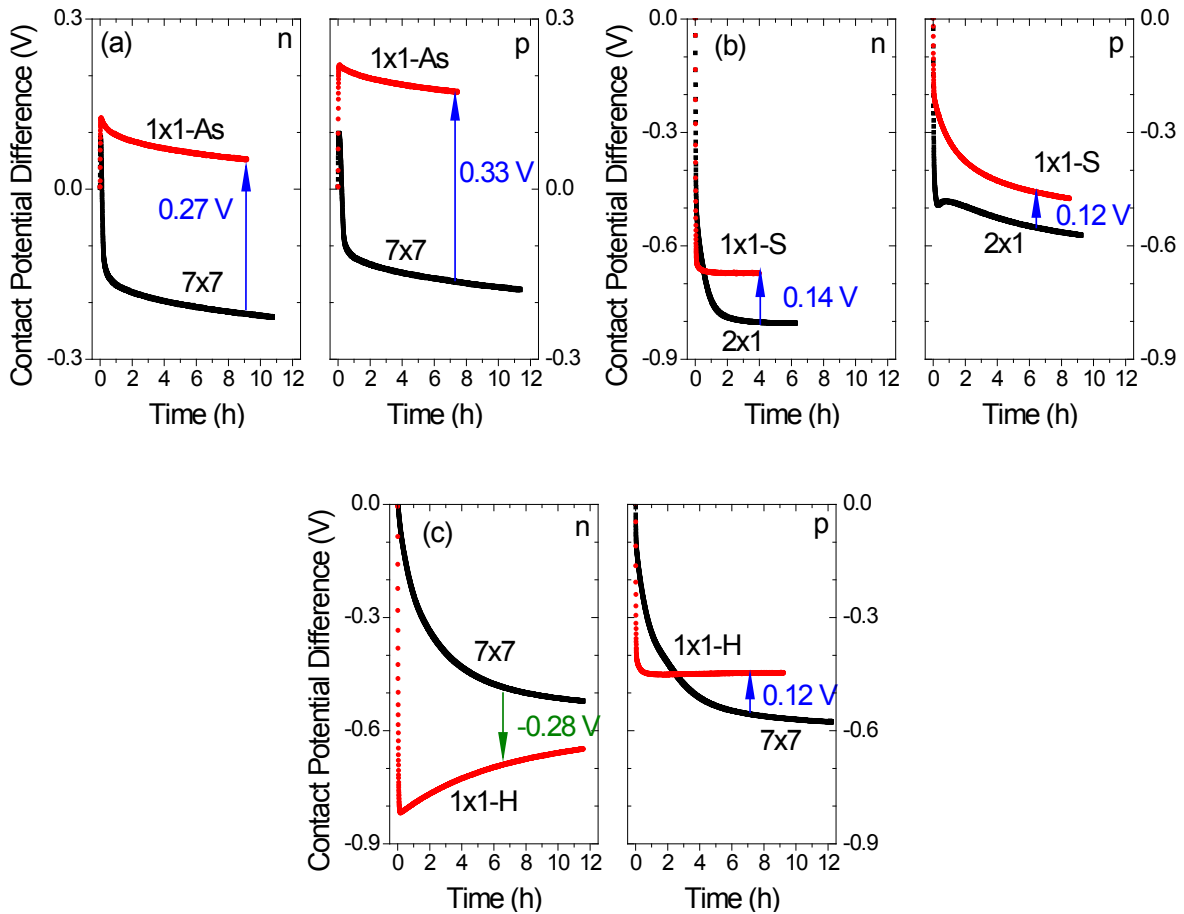 0.3
0.0
-0.3
Contact Potential Difference (V)
(a)
n
1x1-As
0.27 V
7x7
0 2 4 6 8 10 12
Time (h)
p
1x1-As
0.33 V
7x7
0.3
0.0
-0.3
0 2 4 6 8 10 12
Time (h)
0.0
-0.3
-0.6
-0.9
Contact Potential Difference (V)
(b)
n
1x1-S
0.14 V
2x1
0 2 4 6 8 10 12
Time (h)
p
1x1-S
0.12 V
2x1
0.0
-0.3
-0.6
-0.9
0 2 4 6 8 10 12
Time (h)
0.0
-0.3
-0.6
-0.9
Contact Potential Difference (V)
(c)
n
7x7
-0.28 V
1x1-H
0 2 4 6 8 10 12
Time (h)
p
1x1-H
0.12 V
7x7
0.0
-0.3
-0.6
-0.9
0 2 4 6 8 10 12
Time (h)